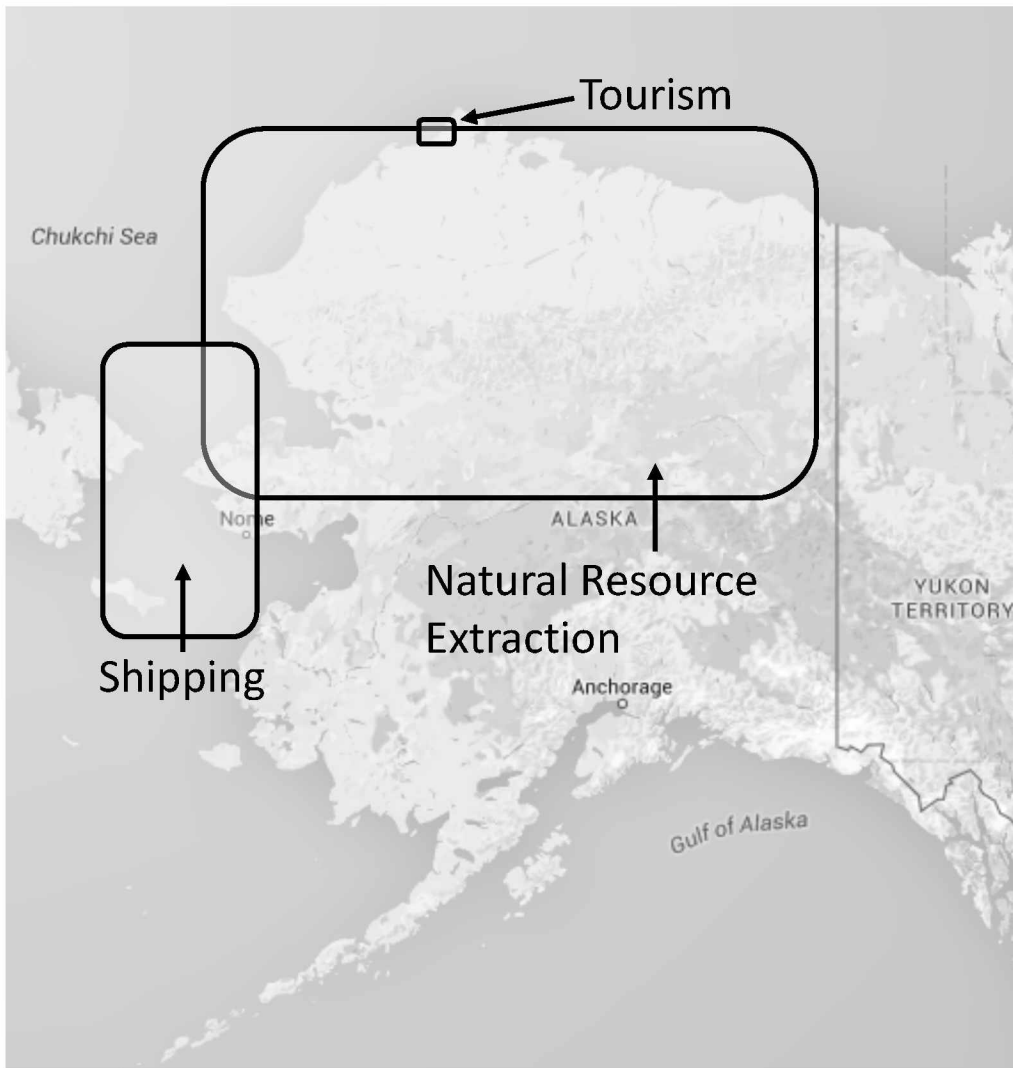 Tourism
Chukchi Sea
Nome
ALASKA
Natural Resource
Extraction
YUKON
TERRITORY
Shipping
Anchorage
Gulf of Alaska